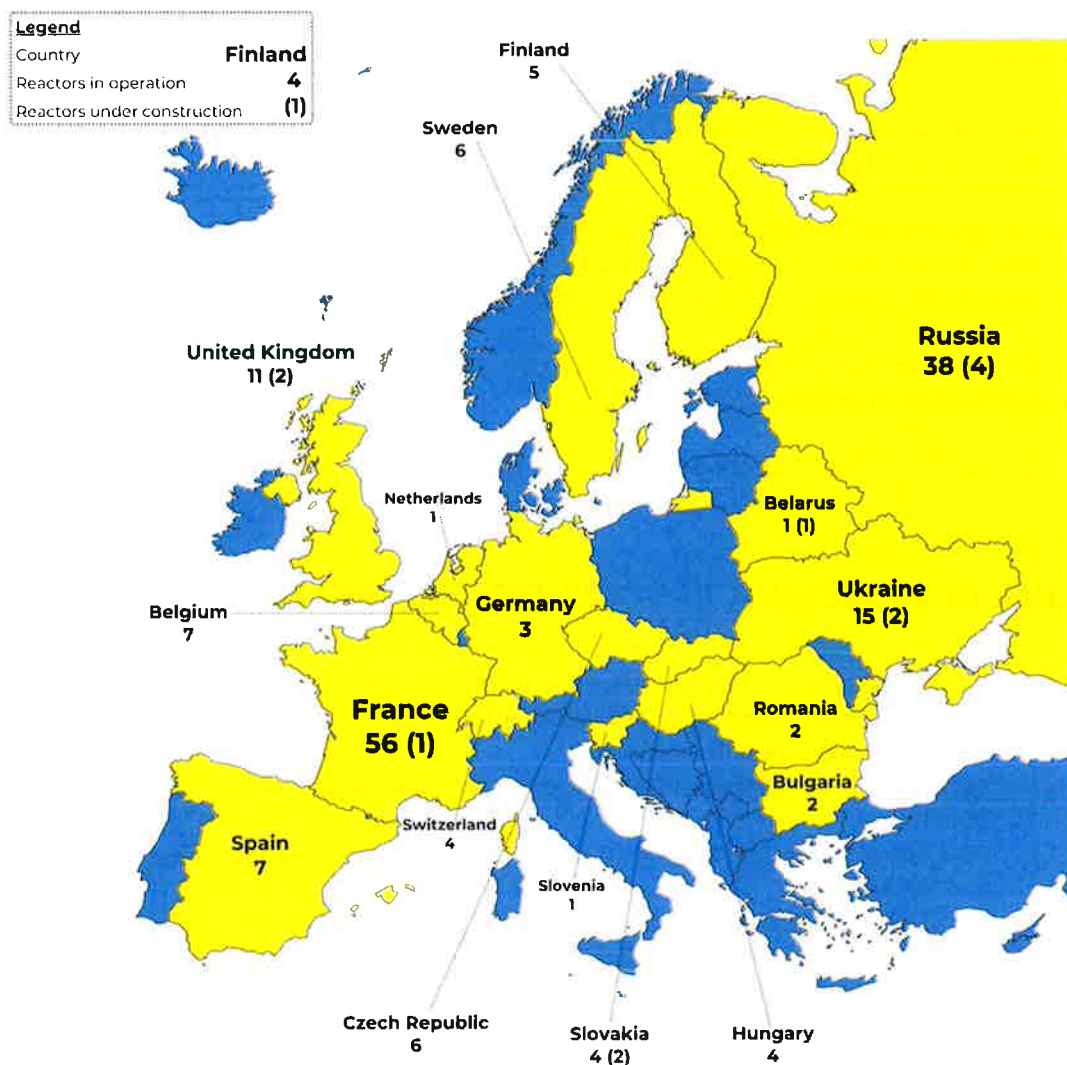 Legend
Country Finland
Reactors in operation 4
Reactors under construction (1)
Finland
5
Sweden
6
Russia
38 (4)
United Kingdom
11 (2)
Netherlands
1
Belarus
1 (1)
Ukraine
15 (2)
Belgium
7
Germany
3
France
56 (1)
Romania
2
Bulgaria
2
Switzerland
4
Spain
7
Slovenia
1
Czech Republic
6
Slovakia
4 (2)
Hungary
4